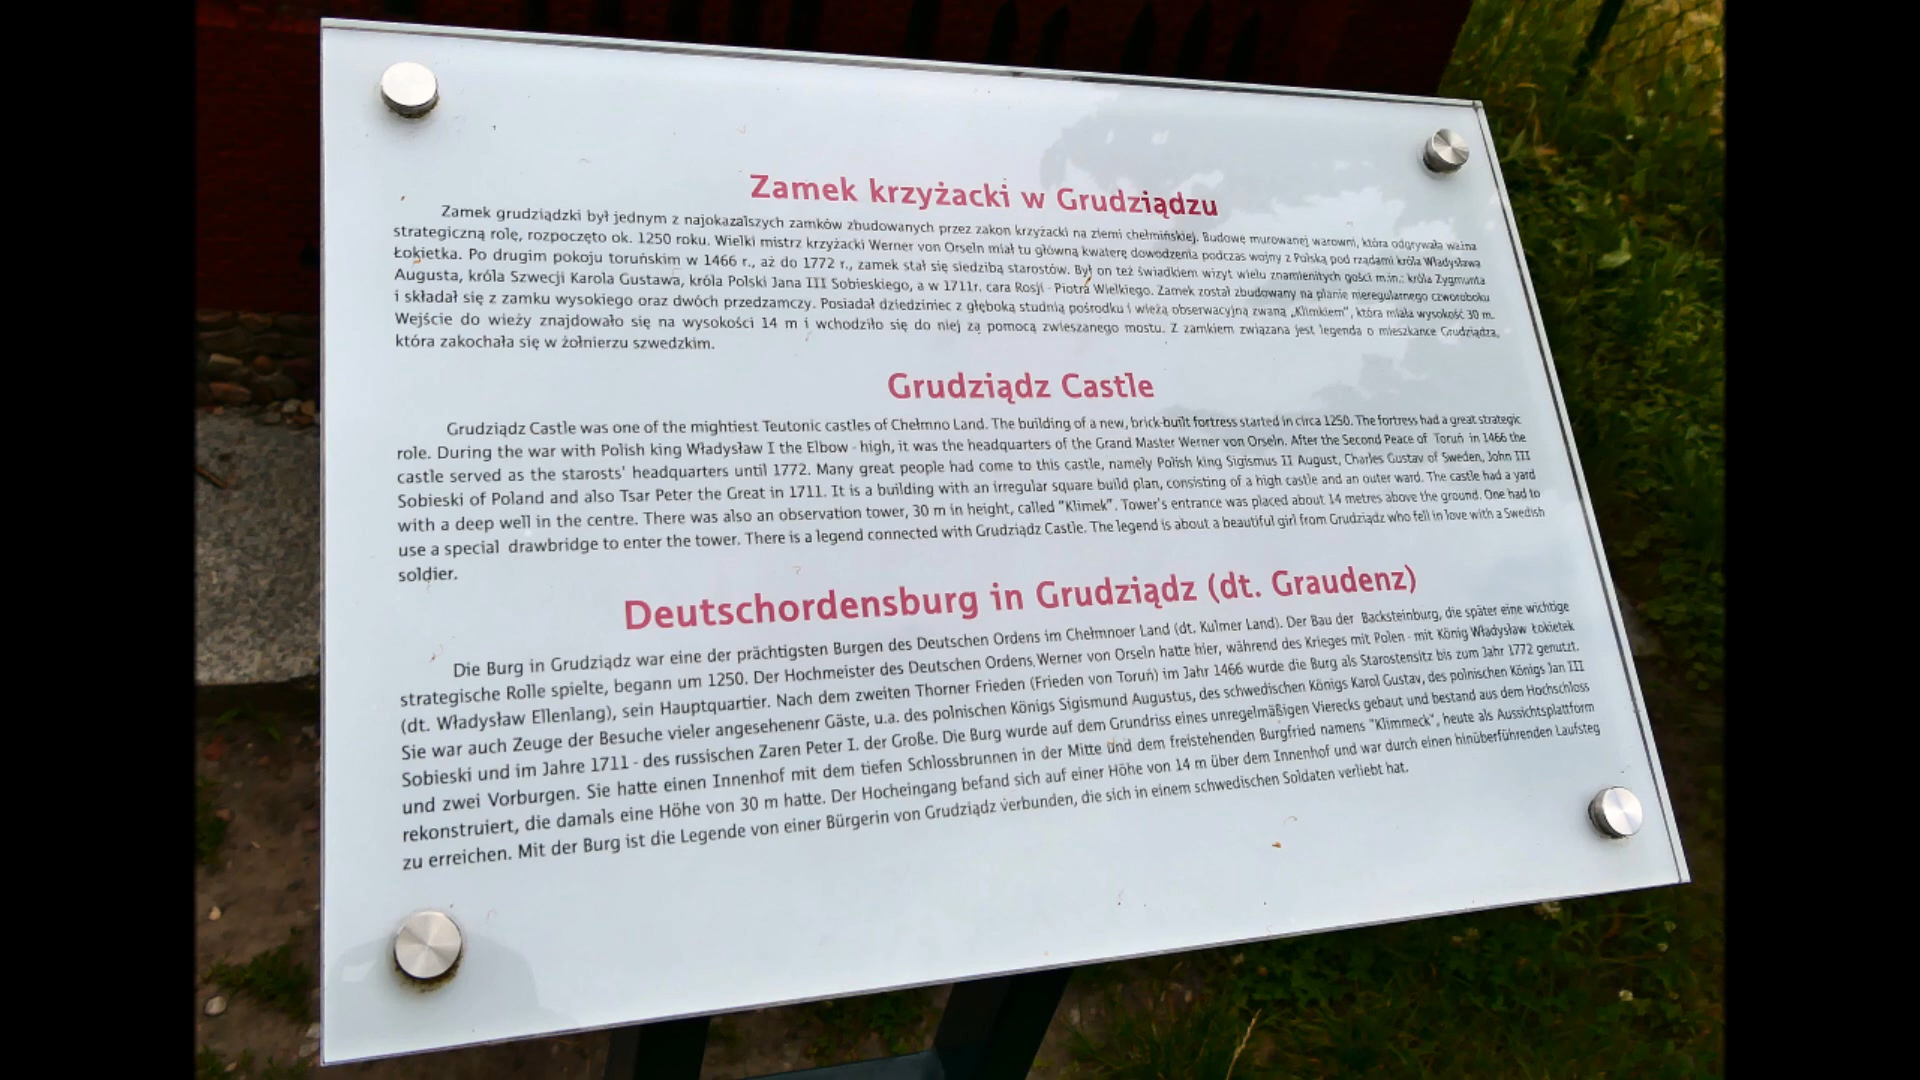 Zamek krzyżacki w Grudziądzu
Zamek grudziądzki był jednym z najokazalszych zamków zbudowanych przez zakon krzyżacki na ziemi chełmińskiej. Budowę murowanej warowni, która odgrywała ważną
strategiczną rolę, rozpoczęto ok. 1250 roku. Wielki mistrz krzyżacki Werner von Orseln miał tu główną kwaterę dowodzenia podczas wojny z Polską pod rządami króla Władysława
Łokietka. Po drugim pokoju toruńskim w 1466 r., aż do 1772 r., zamek stał się siedzibą starostów. Był on też świadkiem wizyt wielu znamienitych gości m.in.: króla Zygmunta
Augusta, króla Szwecji Karola Gustawa, króla Polski Jana III Sobieskiego, a w 1711r. cara Rosji - Piotra Wielkiego. Zamek został zbudowany na planie nieregularnego czworoboku
i składał się z zamku wysokiego oraz dwóch przedzamczy. Posiadał dziedziniec z głęboką studnią pośrodku i wieżą obserwacyjną zwaną „Klimkiem", która miała wysokość 30 m.
Wejście do wieży znajdowało się na wysokości 14 m i wchodziło się do niej za pomocą zwieszanego mostu. Z zamkiem związana jest legenda o mieszkance Grudziądza,
która zakochała się w żołnierzu szwedzkim.
Grudziądz Castle
Grudziądz Castle was one of the mightiest Teutonic castles of Chełmno Land. The building of a new, brick-built fortress started in circa 1250. The fortress had a great strategic
role. During the war with Polish king Władysław I the Elbow - high, it was the headquarters of the Grand Master Werner von Orseln. After the Second Peace of Toruń in 1466 the
castle served as the starosts' headquarters until 1772. Many great people had come to this castle, namely Polish king Sigismus II August, Charles Gustav of Sweden, John III
Sobieski of Poland and also Tsar Peter the Great in 1711. It is a building with an irregular square build plan, consisting of a high castle and an outer ward. The castle had a yard
with a deep well in the centre. There was also an observation tower, 30 m in height, called "Klimek". Tower's entrance was placed about 14 metres above the ground. One had to
use a special drawbridge to enter the tower. There is a legend connected with Grudziądz Castle. The legend is about a beautiful girl from Grudziądz who fell in love with a Swedish
soldier.
Deutschordensburg in Grudziądz (dt. Graudenz)
Die Burg in Grudziądz war eine der prächtigsten Burgen des Deutschen Ordens im Chełmnoer Land (dt. Kulmer Land). Der Bau der Backsteinburg, die später eine wichtige
strategische Rolle spielte, begann um 1250. Der Hochmeister des Deutschen Ordens Werner von Orseln hatte hier, während des Krieges mit Polen - mit König Władysław Łokietek
(dt. Władysław Ellenlang), sein Hauptquartier. Nach dem zweiten Thorner Frieden (Frieden von Toruń) im Jahr 1466 wurde die Burg als Starostensitz bis zum Jahr 1772 genutzt.
Sie war auch Zeuge der Besuche vieler angesehenenr Gäste, u.a. des polnischen Königs Sigismund Augustus, des schwedischen Königs Karol Gustav, des polnischen Königs Jan III
Sobieski und im Jahre 1711 - des russischen Zaren Peter I. der Große. Die Burg wurde auf dem Grundriss eines unregelmäßigen Vierecks gebaut und bestand aus dem Hochschloss
und zwei Vorburgen. Sie hatte einen Innenhof mit dem tiefen Schlossbrunnen in der Mitte und dem freistehenden Burgfried namens "Klimmeck", heute als Aussichtsplattform
rekonstruiert, die damals eine Höhe von 30 m hatte. Der Hocheingang befand sich auf einer Höhe von 14 m über dem Innenhof und war durch einen hinüberführenden Laufsteg
zu erreichen. Mit der Burg ist die Legende von einer Bürgerin von Grudziądz verbunden, die sich in einem schwedischen Soldaten verliebt hat.